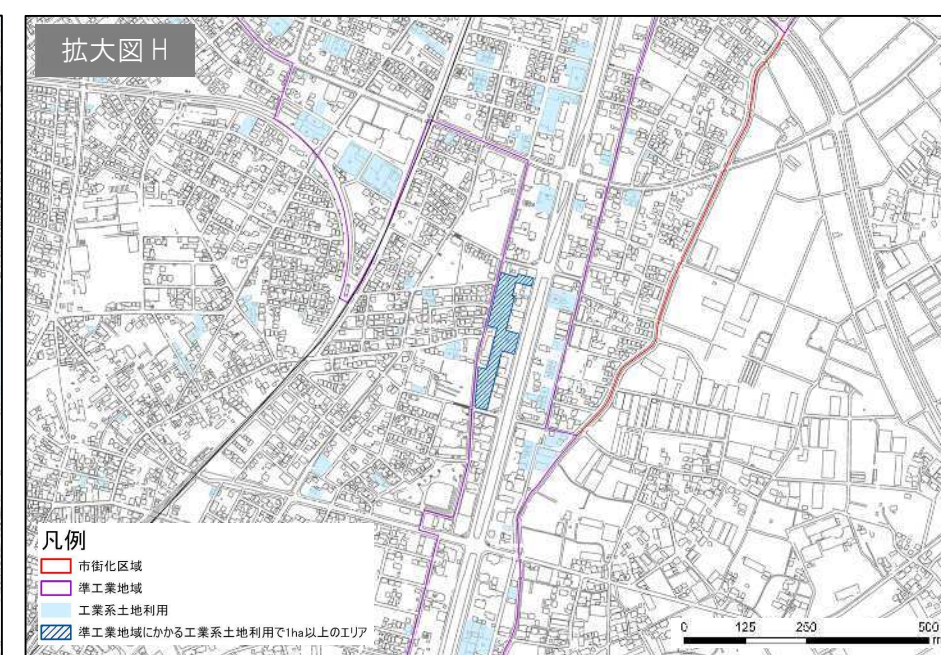 拡大図 H
凡例
市街化区域
準工業地域
工業系土地利用
準工業地域にかかる工業系土地利用で1ha以上のエリア
0 125 250 500
m